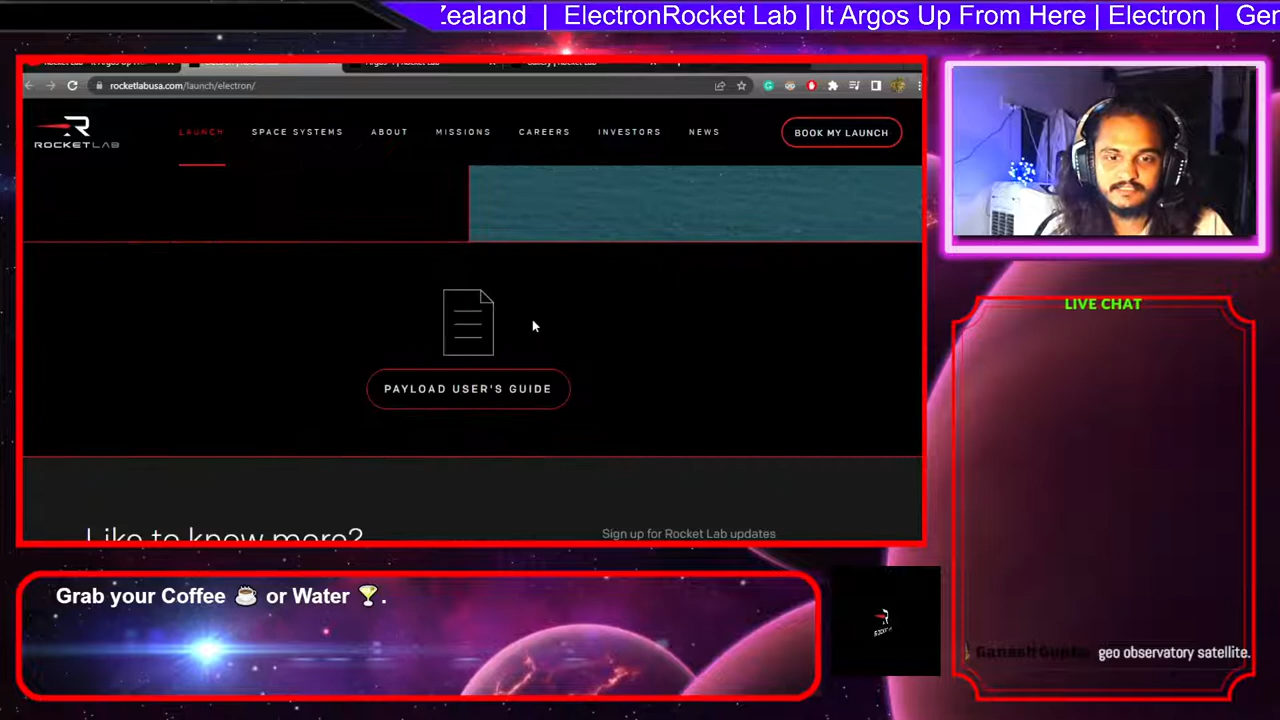 Zealand | ElectronRocket Lab | It Argos Up From Here | Electron | Ger
rocketlabusa.com/launch/electron/
ROCKETLAB
LAUNCH
SPACE SYSTEMS
ABOUT
MISSIONS
CAREERS
INVESTORS
NEWS
BOOK MY LAUNCH
PAYLOAD USER'S GUIDE
Like to know more?
Sign up for Rocket Lab updates
LIVE CHAT
Grab your Coffee ☕ or Water 🍸.
geo observatory satellite.